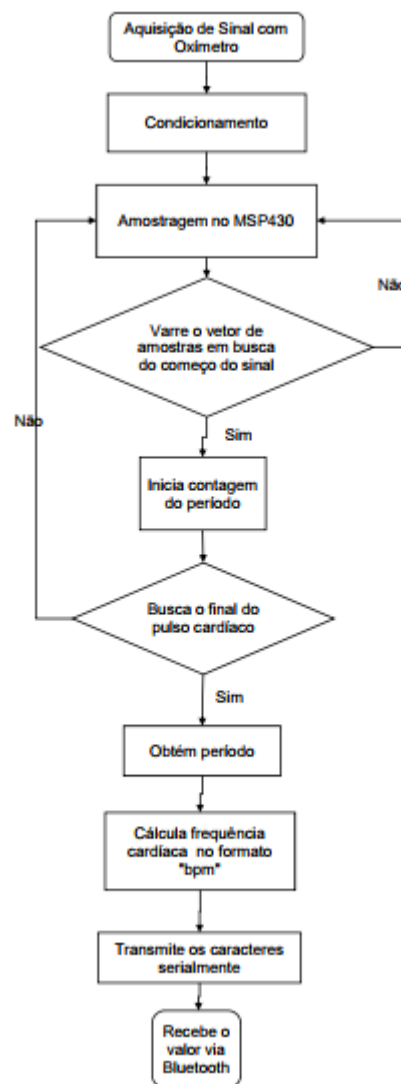 Aquisição de Sinal com
Oxímetro
Condicionamento
Amostragem no MSP430
Não
Varre o vetor de
amostras em busca
do começo do sinal
Não
Sim
Inicia contagem
do período
Busca o final do
pulso cardíaco
Sim
Obtém período
Cálcula frequência
cardíaca no formato
"bpm"
Transmite os caracteres
serialmente
Recebe o
valor via
Bluetooth